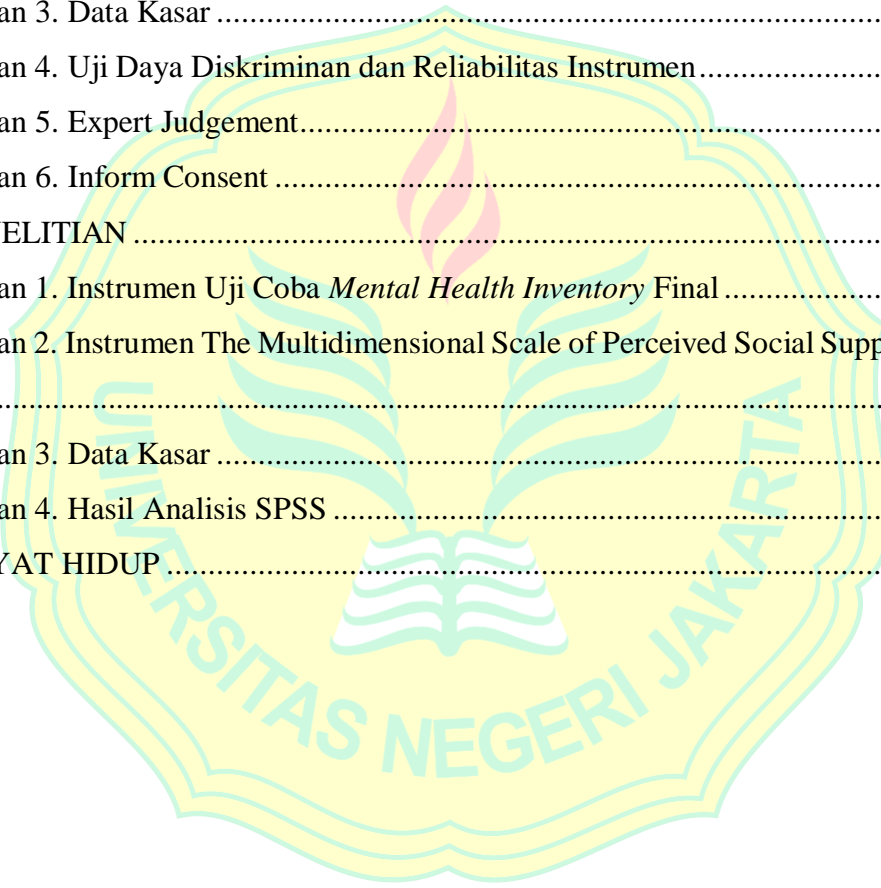 an 3. Data Kasar ................................................................................
an 4. Uji Daya Diskriminan dan Reliabilitas Instrumen ......................
an 5. Expert Judgement......................................................................
an 6. Inform Consent .........................................................................
ELITIAN ..........................................................................................
an 1. Instrumen Uji Coba Mental Health Inventory Final ...................
an 2. Instrumen The Multidimensional Scale of Perceived Social Supp
..........................................................................................................
an 3. Data Kasar ................................................................................
an 4. Hasil Analisis SPSS ..................................................................
YAT HIDUP ......................................................................................
UNIVERSITAS NEGERI JAKARTA